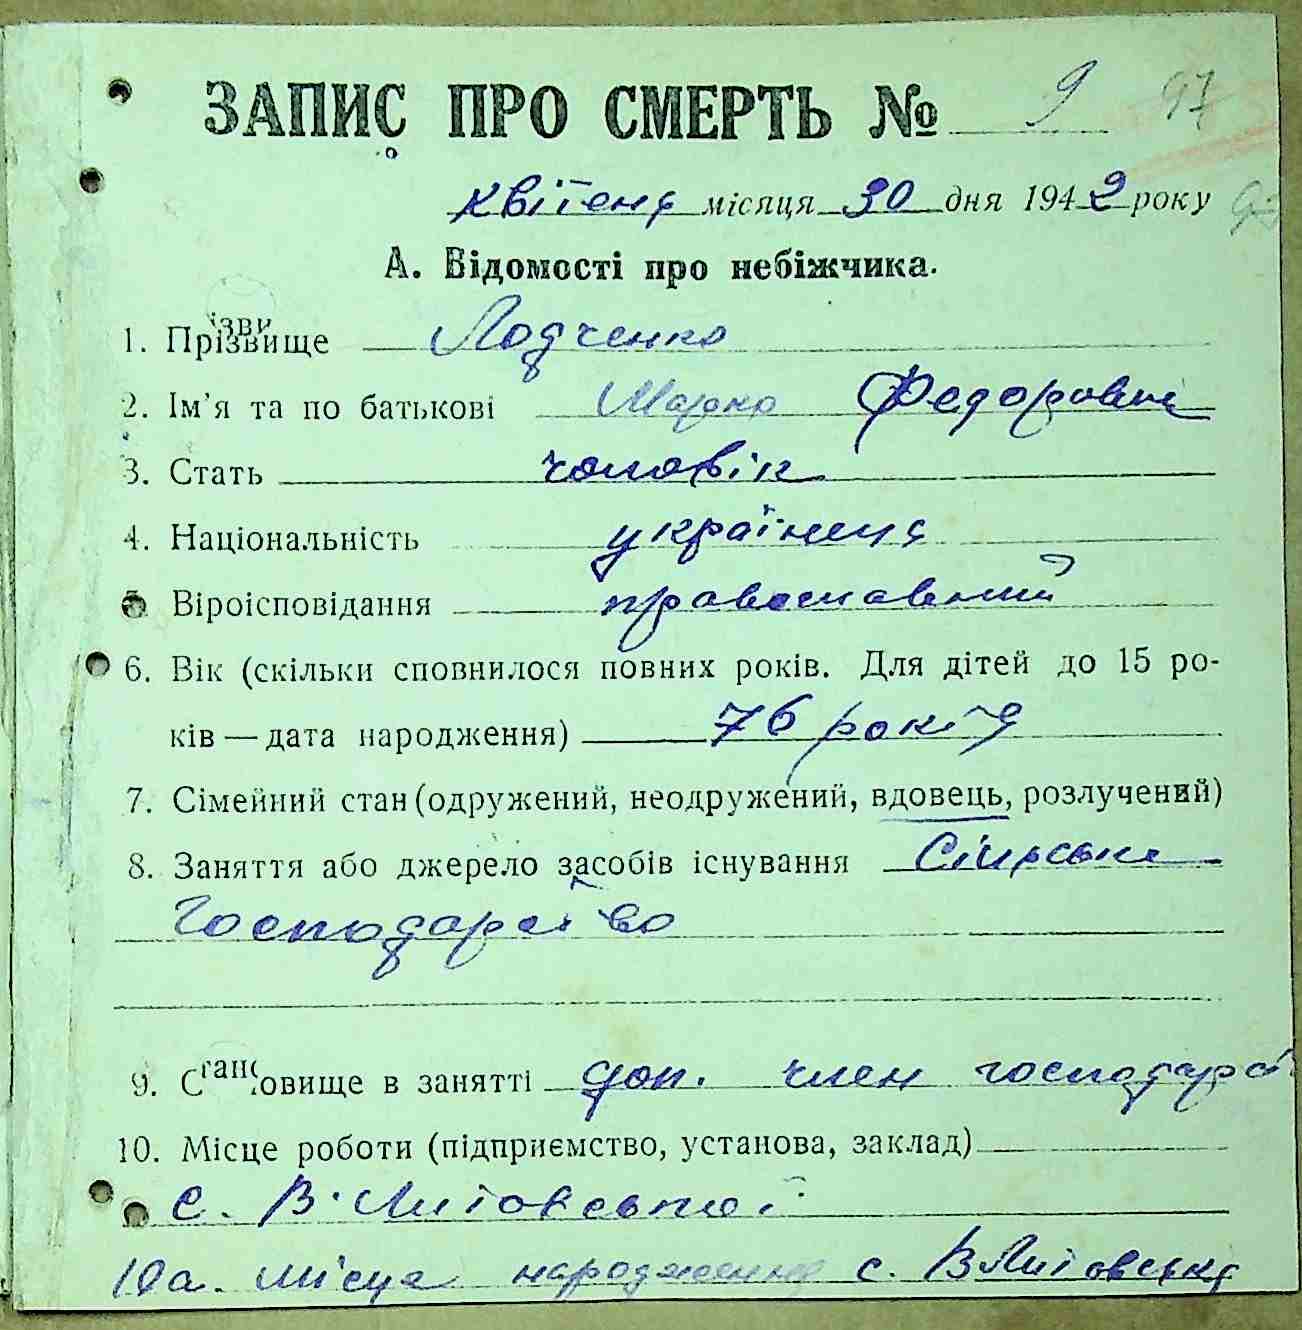 ЗАПИС ПРО СМЕРТЬ № 9 97
квітень місяця 30 дня 1942 року
А. Відомості про небіжчика.
1. Прізвище Лодченко
2. Ім'я та по батькові Марко Федорович
3. Стать чоловік
4. Національність українець
5 Віроісповідання православний
6. Вік (скільки сповнилося повних років. Для дітей до 15 ро-
ків — дата народження) 76 років
7. Сімейний стан (одружений, неодружений, вдовець, розлучений)
8. Заняття або джерело засобів існування Сільське
господарство
9. Становище в занятті доп. член господарст
10. Місце роботи (підприємство, установа, заклад)
с. В. Литовської
10а. місце народження с. В Литовська